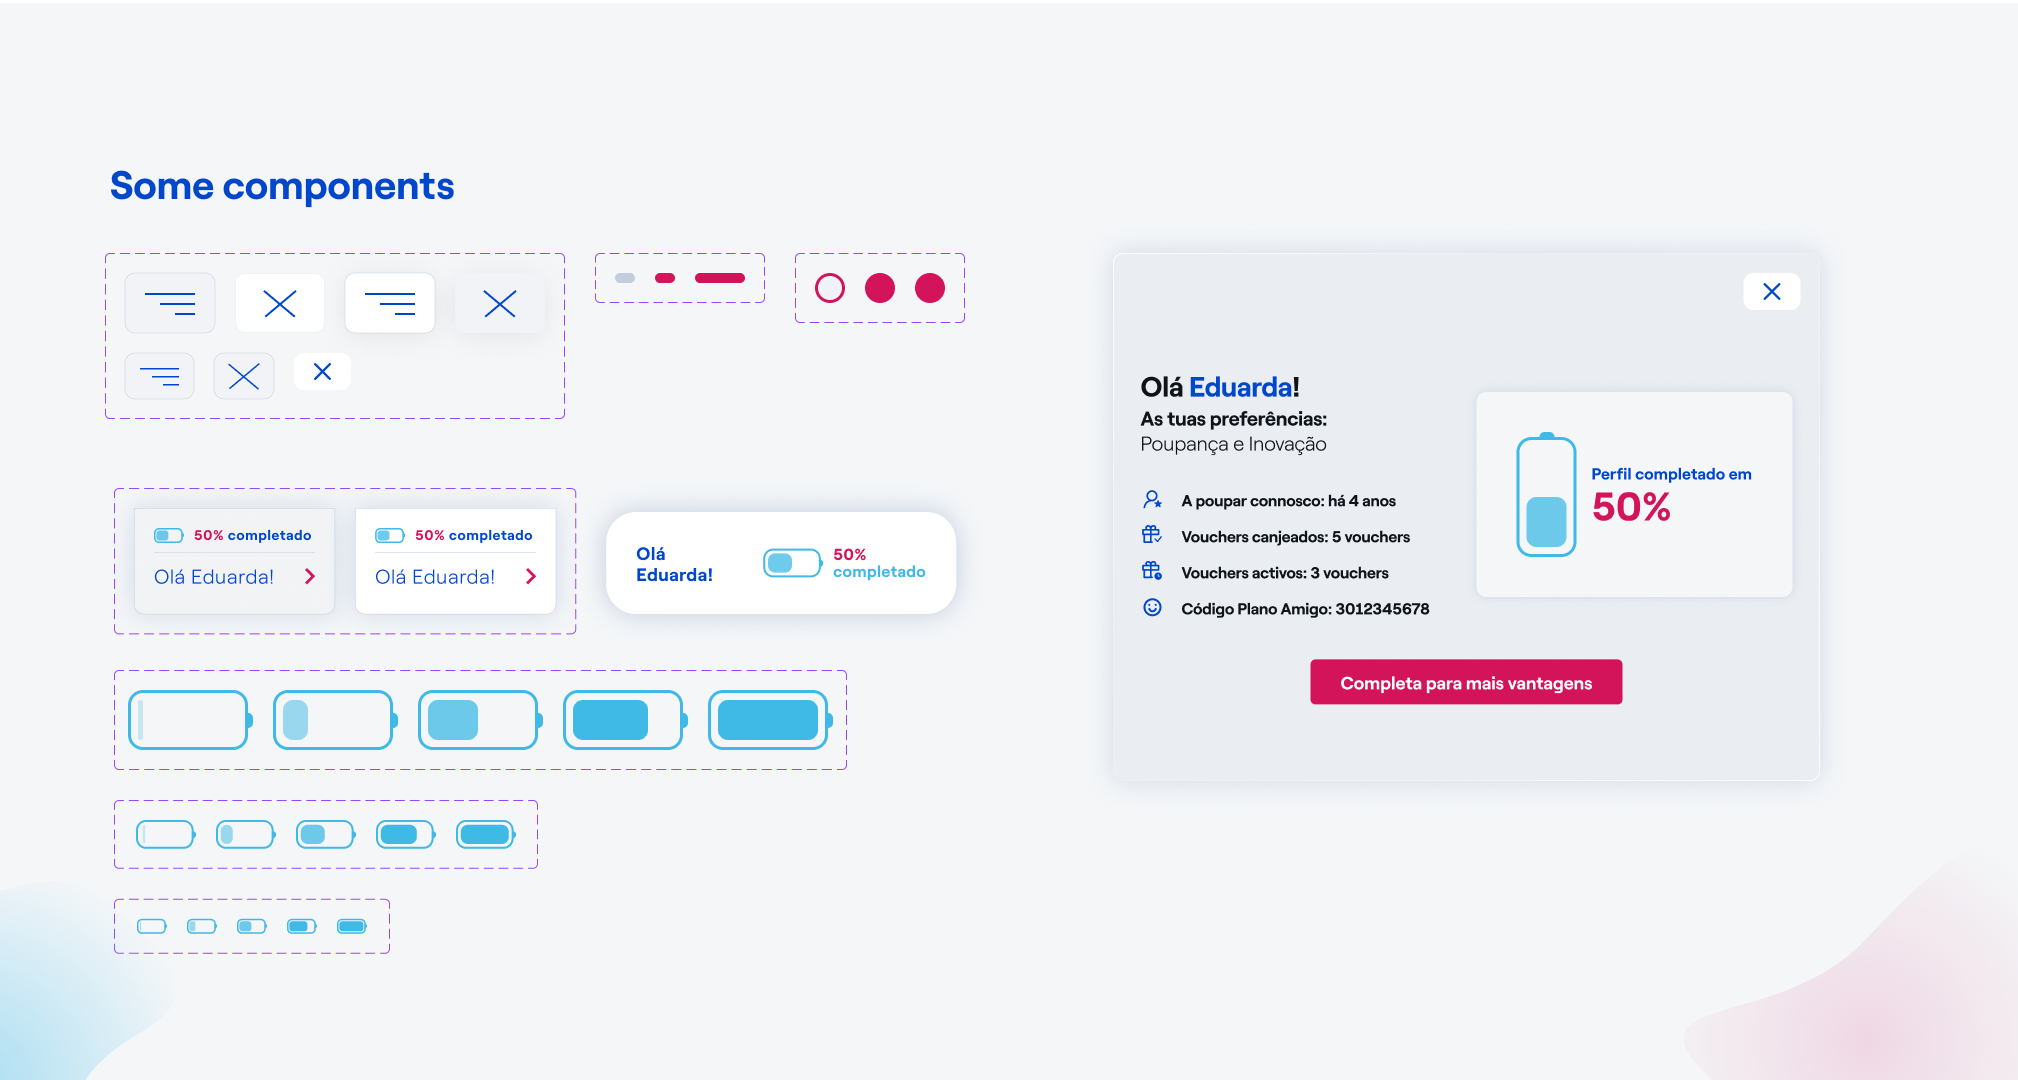 Some components
50% completado
Olá Eduarda!
50% completado
Olá Eduarda!
Olá
Eduarda!
50%
completado
Olá Eduarda!
As tuas preferências:
Poupança e Inovação
A poupar connosco: há 4 anos
Vouchers canjeados: 5 vouchers
Vouchers activos: 3 vouchers
Código Plano Amigo: 3012345678
Perfil completado em
50%
Completa para mais vantagens